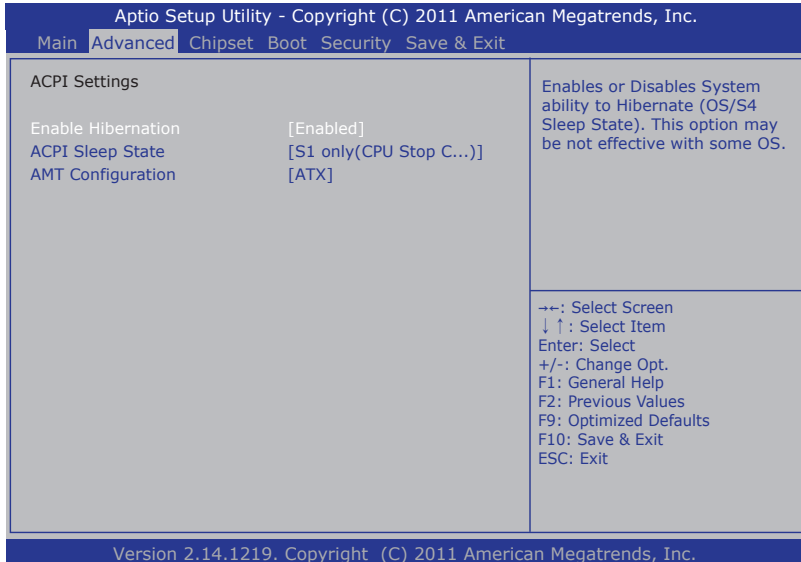 Aptio Setup Utility - Copyright (C) 2011 American Megatrends, Inc.
Main Advanced Chipset Boot Security Save & Exit
ACPI Settings
Enable Hibernation [Enabled]
ACPI Sleep State [S1 only(CPU Stop C...)]
AMT Configuration [ATX]
Enables or Disables System
ability to Hibernate (OS/S4
Sleep State). This option may
be not effective with some OS.
→←: Select Screen
↓↑: Select Item
Enter: Select
+/-: Change Opt.
F1: General Help
F2: Previous Values
F9: Optimized Defaults
F10: Save & Exit
ESC: Exit
Version 2.14.1219. Copyright (C) 2011 American Megatrends, Inc.